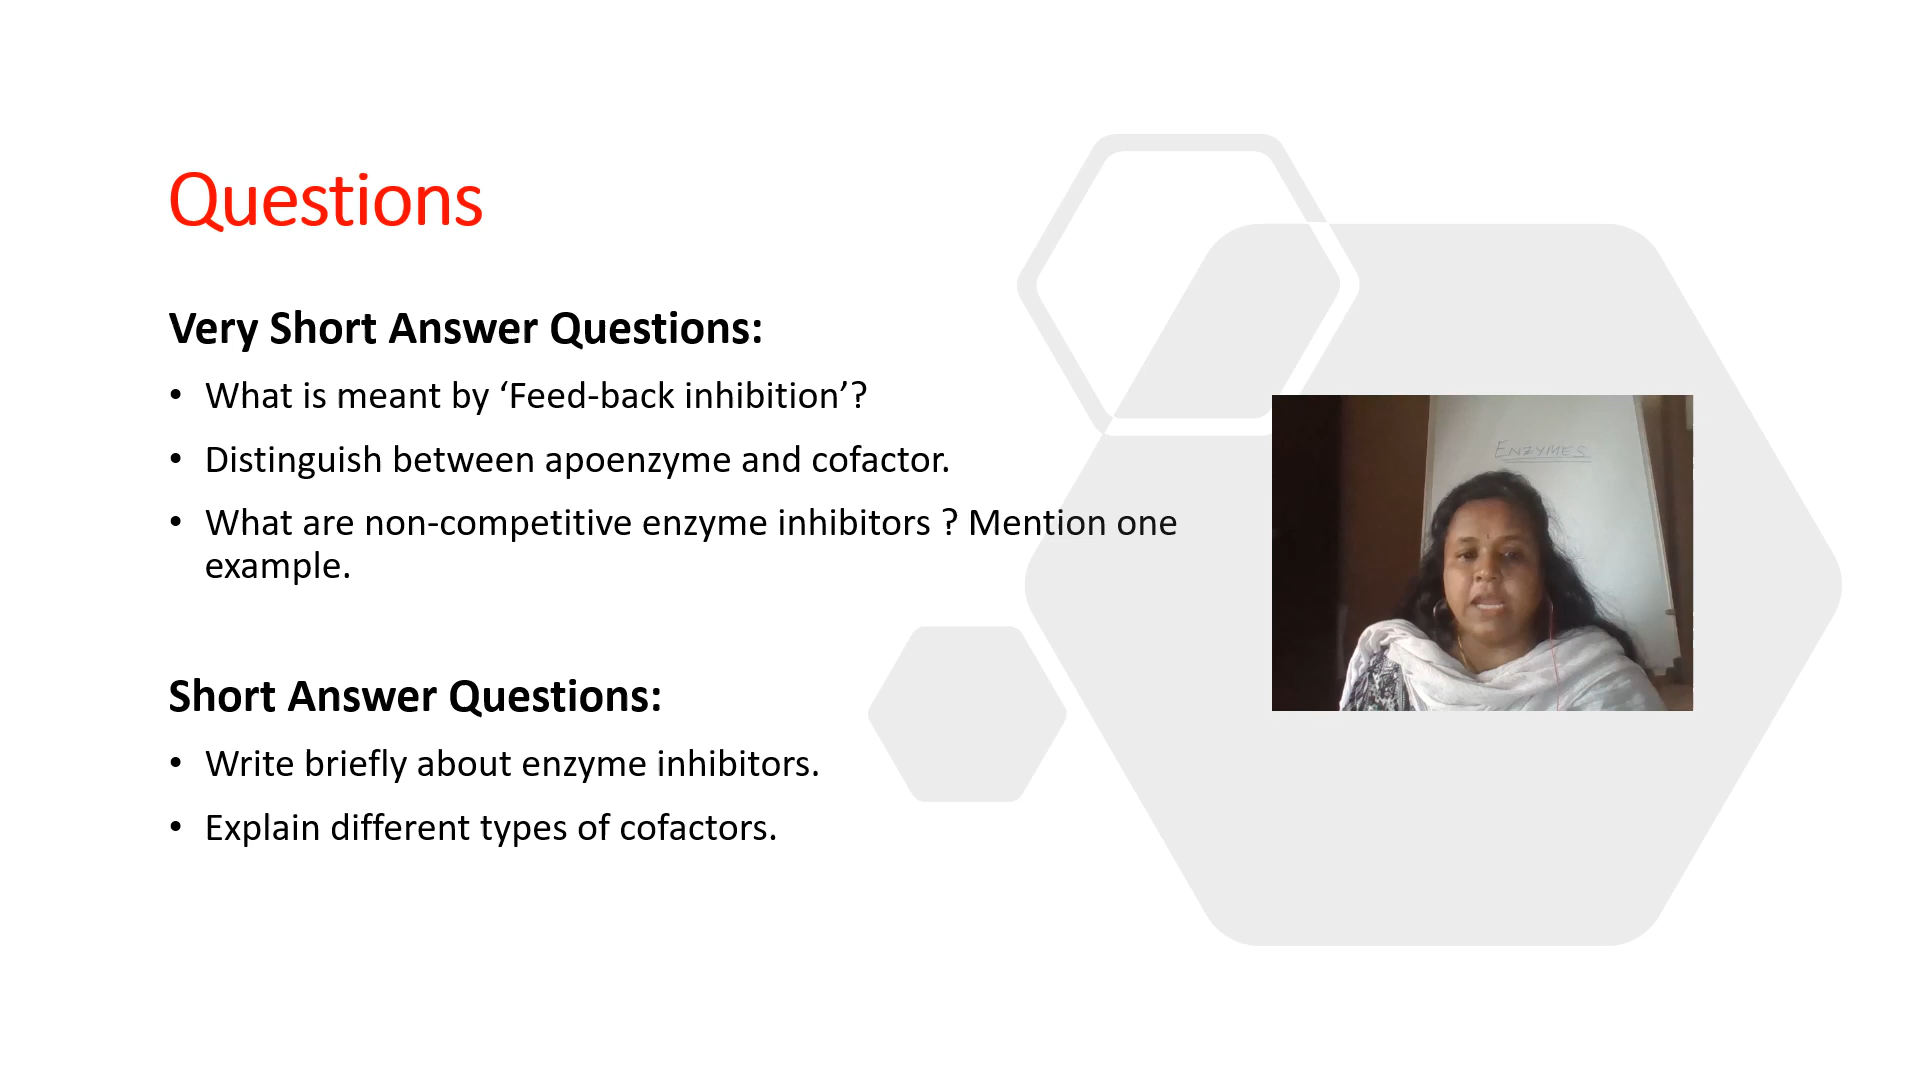 Questions
Very Short Answer Questions:
• What is meant by ‘Feed-back inhibition’?
• Distinguish between apoenzyme and cofactor.
• What are non-competitive enzyme inhibitors ? Mention one
example.
ENZYMES
Short Answer Questions:
• Write briefly about enzyme inhibitors.
• Explain different types of cofactors.